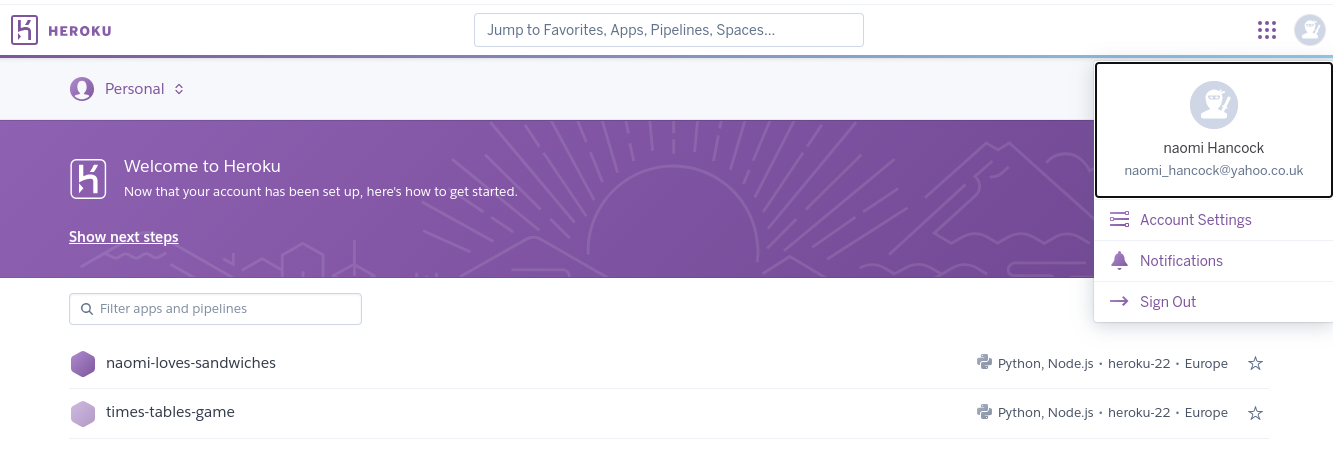 HEROKU
Jump to Favorites, Apps, Pipelines, Spaces...
Personal
naomi Hancock
naomi_hancock@yahoo.co.uk
Account Settings
Notifications
Sign Out
Welcome to Heroku
Now that your account has been set up, here's how to get started.
Show next steps
Filter apps and pipelines
naomi-loves-sandwiches Python, Node.js • heroku-22 • Europe
times-tables-game Python, Node.js • heroku-22 • Europe